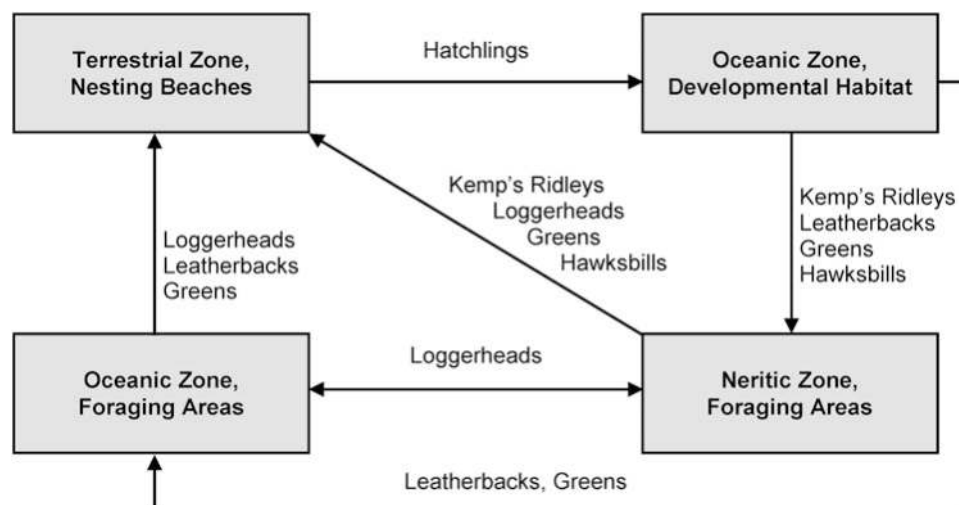 Terrestrial Zone,
Nesting Beaches
Hatchlings
Oceanic Zone,
Developmental Habitat
Kemp's Ridleys
Loggerheads
Greens
Hawksbills
Kemp's Ridleys
Leatherbacks
Greens
Hawksbills
Loggerheads
Leatherbacks
Greens
Oceanic Zone,
Foraging Areas
Loggerheads
Neritic Zone,
Foraging Areas
Leatherbacks, Greens